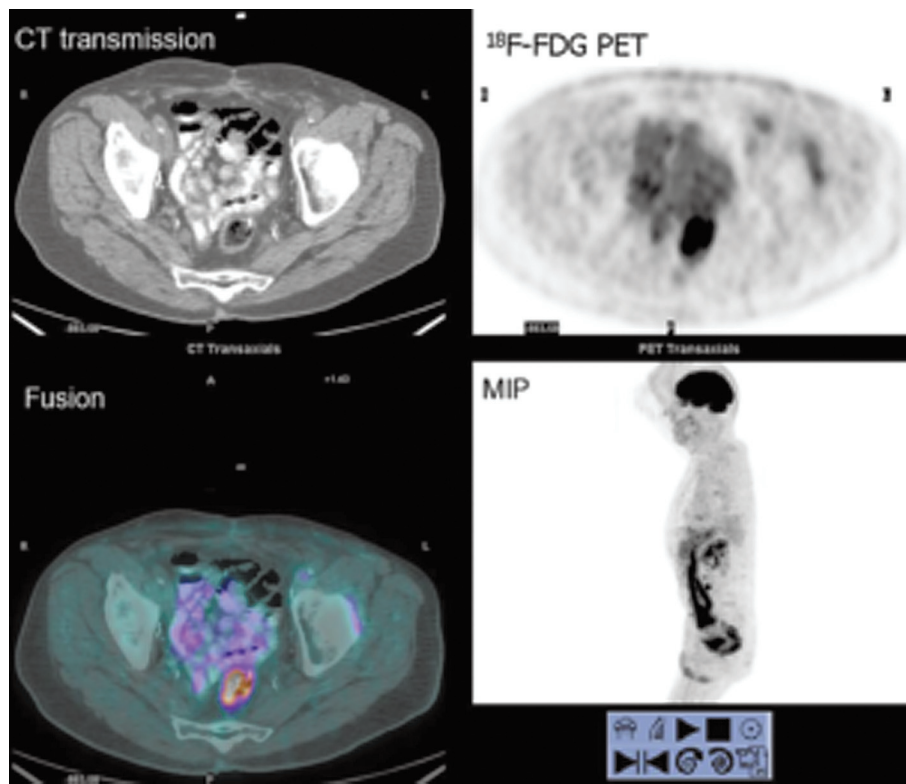 CT transmission
¹⁸F-FDG PET
R
L
P
CT Transaxials
PET Transaxials
Fusion
A
MIP
R
L
P